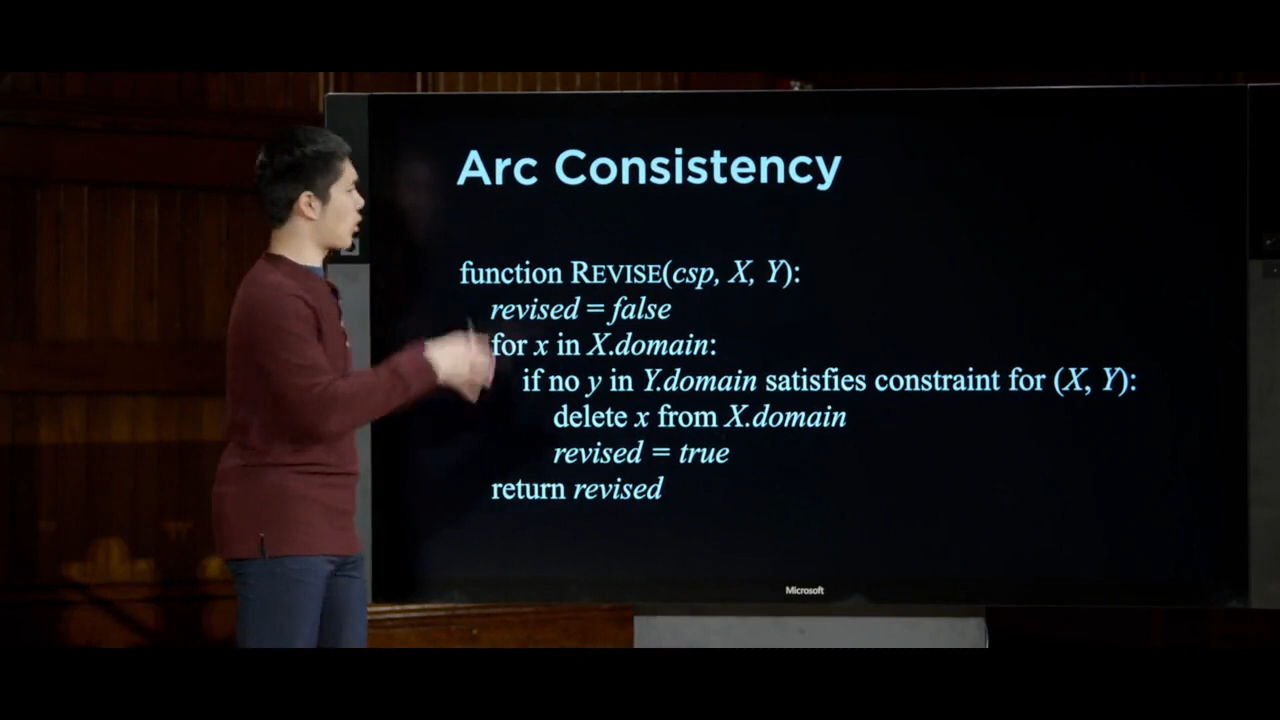 Arc Consistency
function REVISE(csp, X, Y):
revised = false
for x in X.domain:
if no y in Y.domain satisfies constraint for (X, Y):
delete x from X.domain
revised = true
return revised
Microsoft